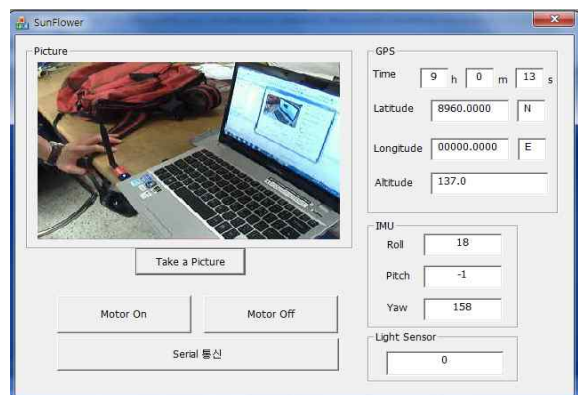 SunFlower
Picture
Take a Picture
Motor On
Motor Off
Serial 통신
GPS
Time 9 h 0 m 13 s
Latitude 8960.0000 N
Longitude 00000.0000 E
Altitude 137.0
IMU
Roll 18
Pitch -1
Yaw 158
Light Sensor
0